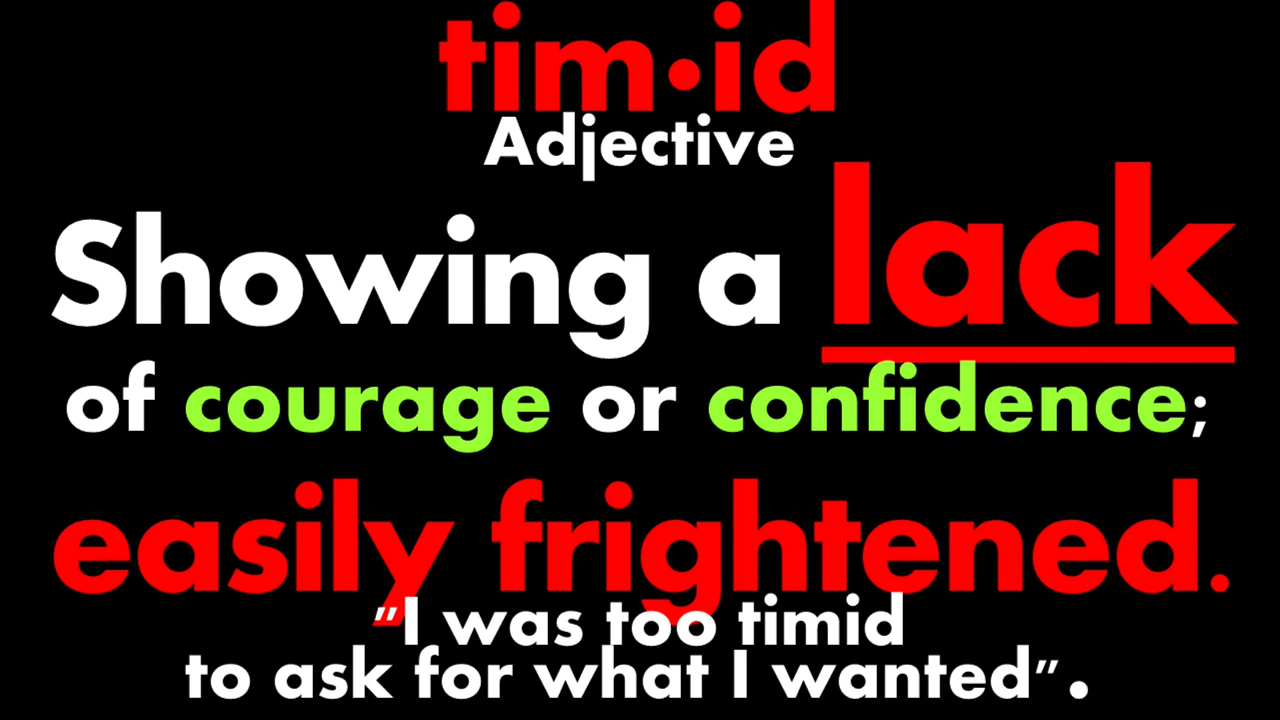 tim•id
Adjective
Showing a lack
of courage or confidence;
easily frightened.
"I was too timid
to ask for what I wanted".